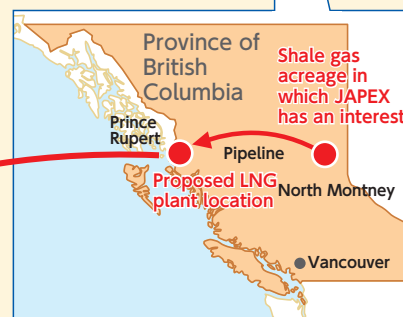 Province of
British
Columbia
Shale gas
acreage in
which JAPEX
has an interest
Prince
Rupert
Pipeline
Proposed LNG
plant location
North Montney
Vancouver